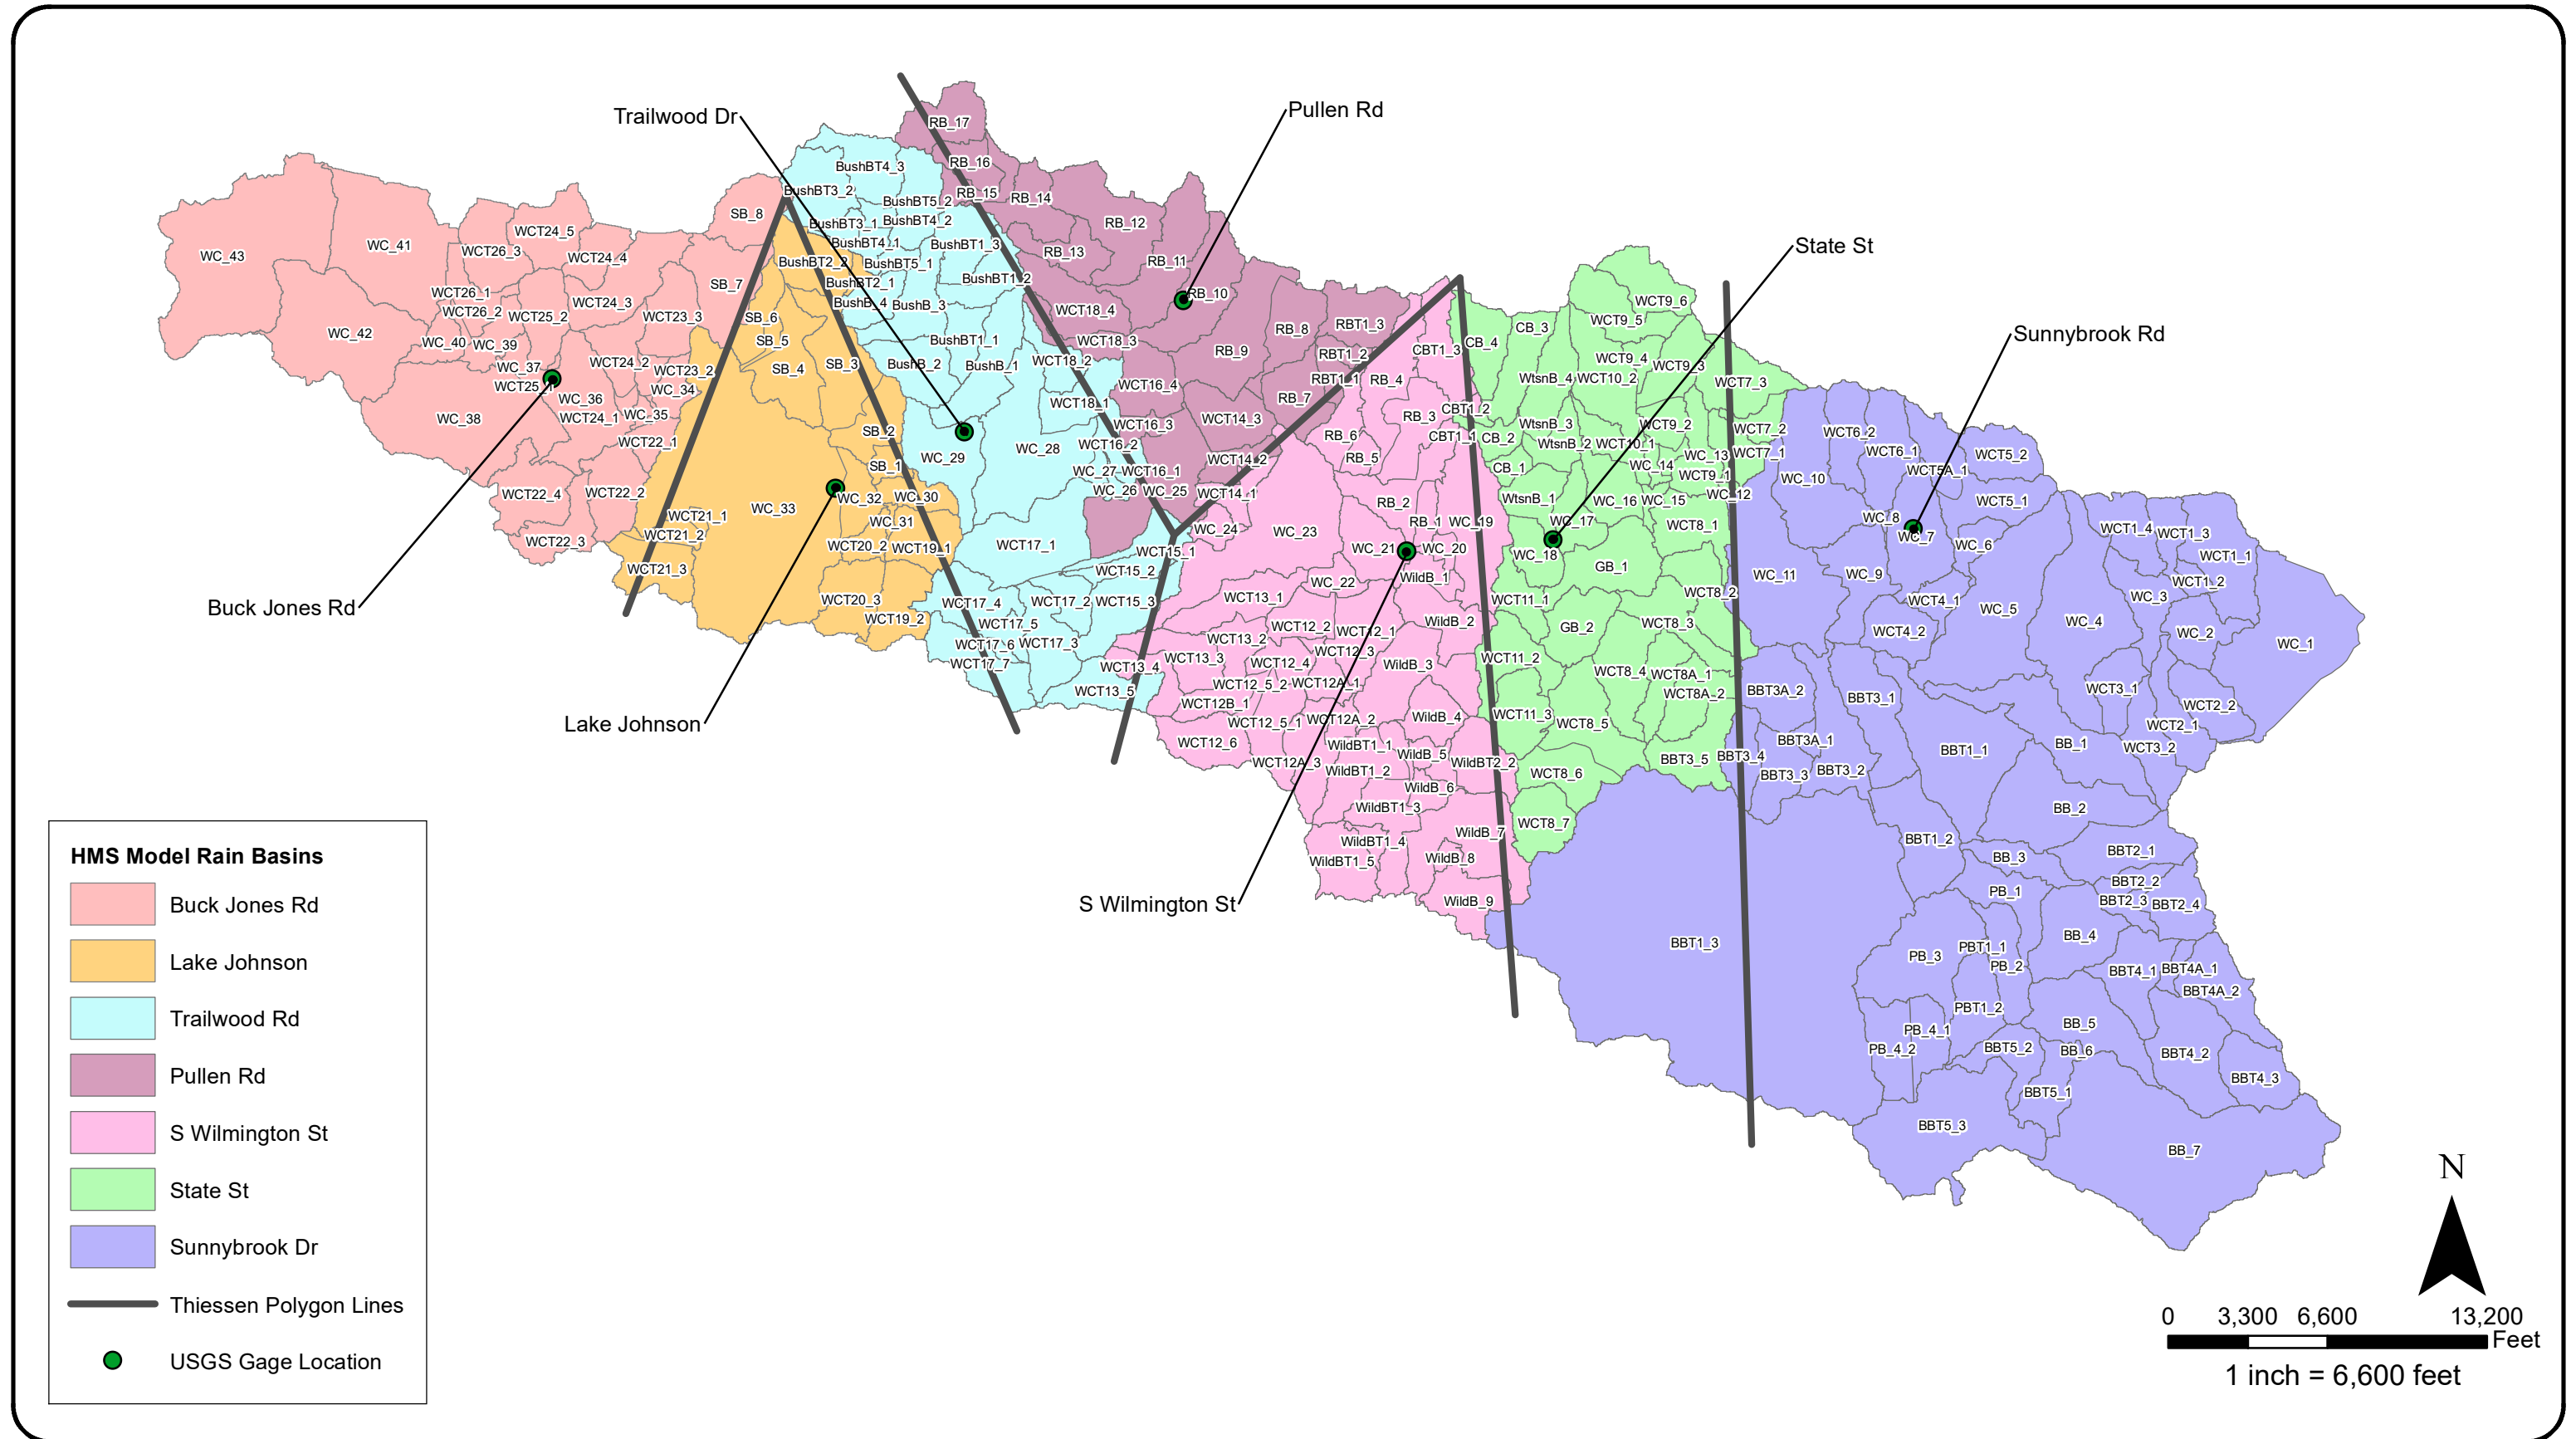 Trailwood Dr
Pullen Rd
State St
Sunnybrook Rd
Buck Jones Rd
Lake Johnson
S Wilmington St
RB_17
RB_16
RB_15
RB_14
RB_12
RB_13
RB_11
RB_10
RB_9
RB_8
RB_7
RBT1_3
RBT1_2
RBT1_1
WCT18_4
WCT18_3
WCT18_2
WCT18_1
WCT16_4
WCT16_3
WCT16_2
WCT16_1
WCT14_3
WCT14_2
WCT14_1
BushBT4_3
BushBT3_2
BushBT5_2
BushBT3_1
BushBT4_2
BushBT4_1
BushBT1_3
BushBT2_2
BushBT5_1
BushBT2_1
BushBT1_2
BushB_4
BushB_3
BushBT1_1
BushB_2
BushB_1
WC_29
WC_28
WC_27
WC_26
WC_25
WC_24
WCT17_1
WCT15_1
WCT15_2
WCT15_3
WCT17_4
WCT17_2
WCT17_5
WCT17_6
WCT17_3
WCT17_7
WCT13_4
WCT13_5
WC_43
WC_41
WC_42
WCT26_3
WCT24_5
WCT24_4
WCT26_1
WCT26_2
WCT25_2
WCT24_3
WCT23_3
WC_40
WC_39
WC_37
WCT25_1
WC_36
WCT24_2
WCT23_2
WC_34
WC_35
WCT24_1
WC_38
WCT22_1
WCT22_4
WCT22_2
WCT22_3
SB_8
SB_7
SB_6
SB_5
SB_4
SB_3
SB_2
SB_1
WC_33
WC_32
WC_30
WC_31
WCT21_1
WCT21_2
WCT21_3
WCT20_2
WCT19_1
WCT20_3
WCT19_2
CBT1_3
RB_4
RB_3
CBT1_2
CBT1_1
RB_6
RB_5
RB_2
RB_1
WC_19
WC_23
WC_21
WC_20
WildB_1
WC_22
WCT13_1
WildB_2
WCT12_2
WCT12_1
WCT13_2
WCT12_3
WCT13_3
WCT12_4
WildB_3
WCT12_5_2
WCT12A_1
WCT12B_1
WCT12_5_1
WCT12A_2
WildB_4
WCT12_6
WildBT1_1
WildB_5
WCT12A_3
WildBT1_2
WildBT2_2
WildB_6
WildBT1_3
WildB_7
WildBT1_4
WildBT1_5
WildB_8
WildB_9
CB_4
CB_3
WCT9_6
WCT9_5
WCT9_4
WCT9_3
WtsnB_4
WCT10_2
WCT7_3
WtsnB_3
WCT9_2
CB_2
WtsnB_2
WCT10_1
WCT7_2
WCT7_1
WC_13
WC_14
CB_1
WCT9_1
WC_12
WtsnB_1
WC_16
WC_15
WC_17
WCT8_1
WC_18
GB_1
WCT11_1
WCT8_2
GB_2
WCT8_3
WCT11_2
WCT8_4
WCT8A_1
WCT8A_2
WCT11_3
WCT8_5
WCT8_6
BBT3_5
WCT8_7
WCT6_2
WCT6_1
WCT5_2
WCT5A_1
WC_10
WCT5_1
WC_8
WC_7
WC_6
WCT1_4
WCT1_3
WCT1_1
WCT1_2
WC_11
WC_9
WC_3
WCT4_1
WC_5
WC_4
WC_2
WC_1
WCT4_2
BBT3A_2
BBT3_1
WCT3_1
WCT2_2
WCT2_1
BBT3A_1
BBT3_4
BBT3_3
BBT3_2
BBT1_1
BB_1
WCT3_2
BB_2
BBT1_2
BB_3
BBT2_1
PB_1
BBT2_2
BBT2_3
BBT2_4
BBT1_3
BB_4
PB_3
PBT1_1
PB_2
BBT4_1
BBT4A_1
BBT4A_2
PBT1_2
BB_5
PB_4_1
PB_4_2
BBT5_2
BB_6
BBT4_2
BBT4_3
BBT5_1
BBT5_3
BB_7
HMS Model Rain Basins
Buck Jones Rd
Lake Johnson
Trailwood Rd
Pullen Rd
S Wilmington St
State St
Sunnybrook Dr
Thiessen Polygon Lines
USGS Gage Location
N
0 3,300 6,600 13,200
Feet
1 inch = 6,600 feet